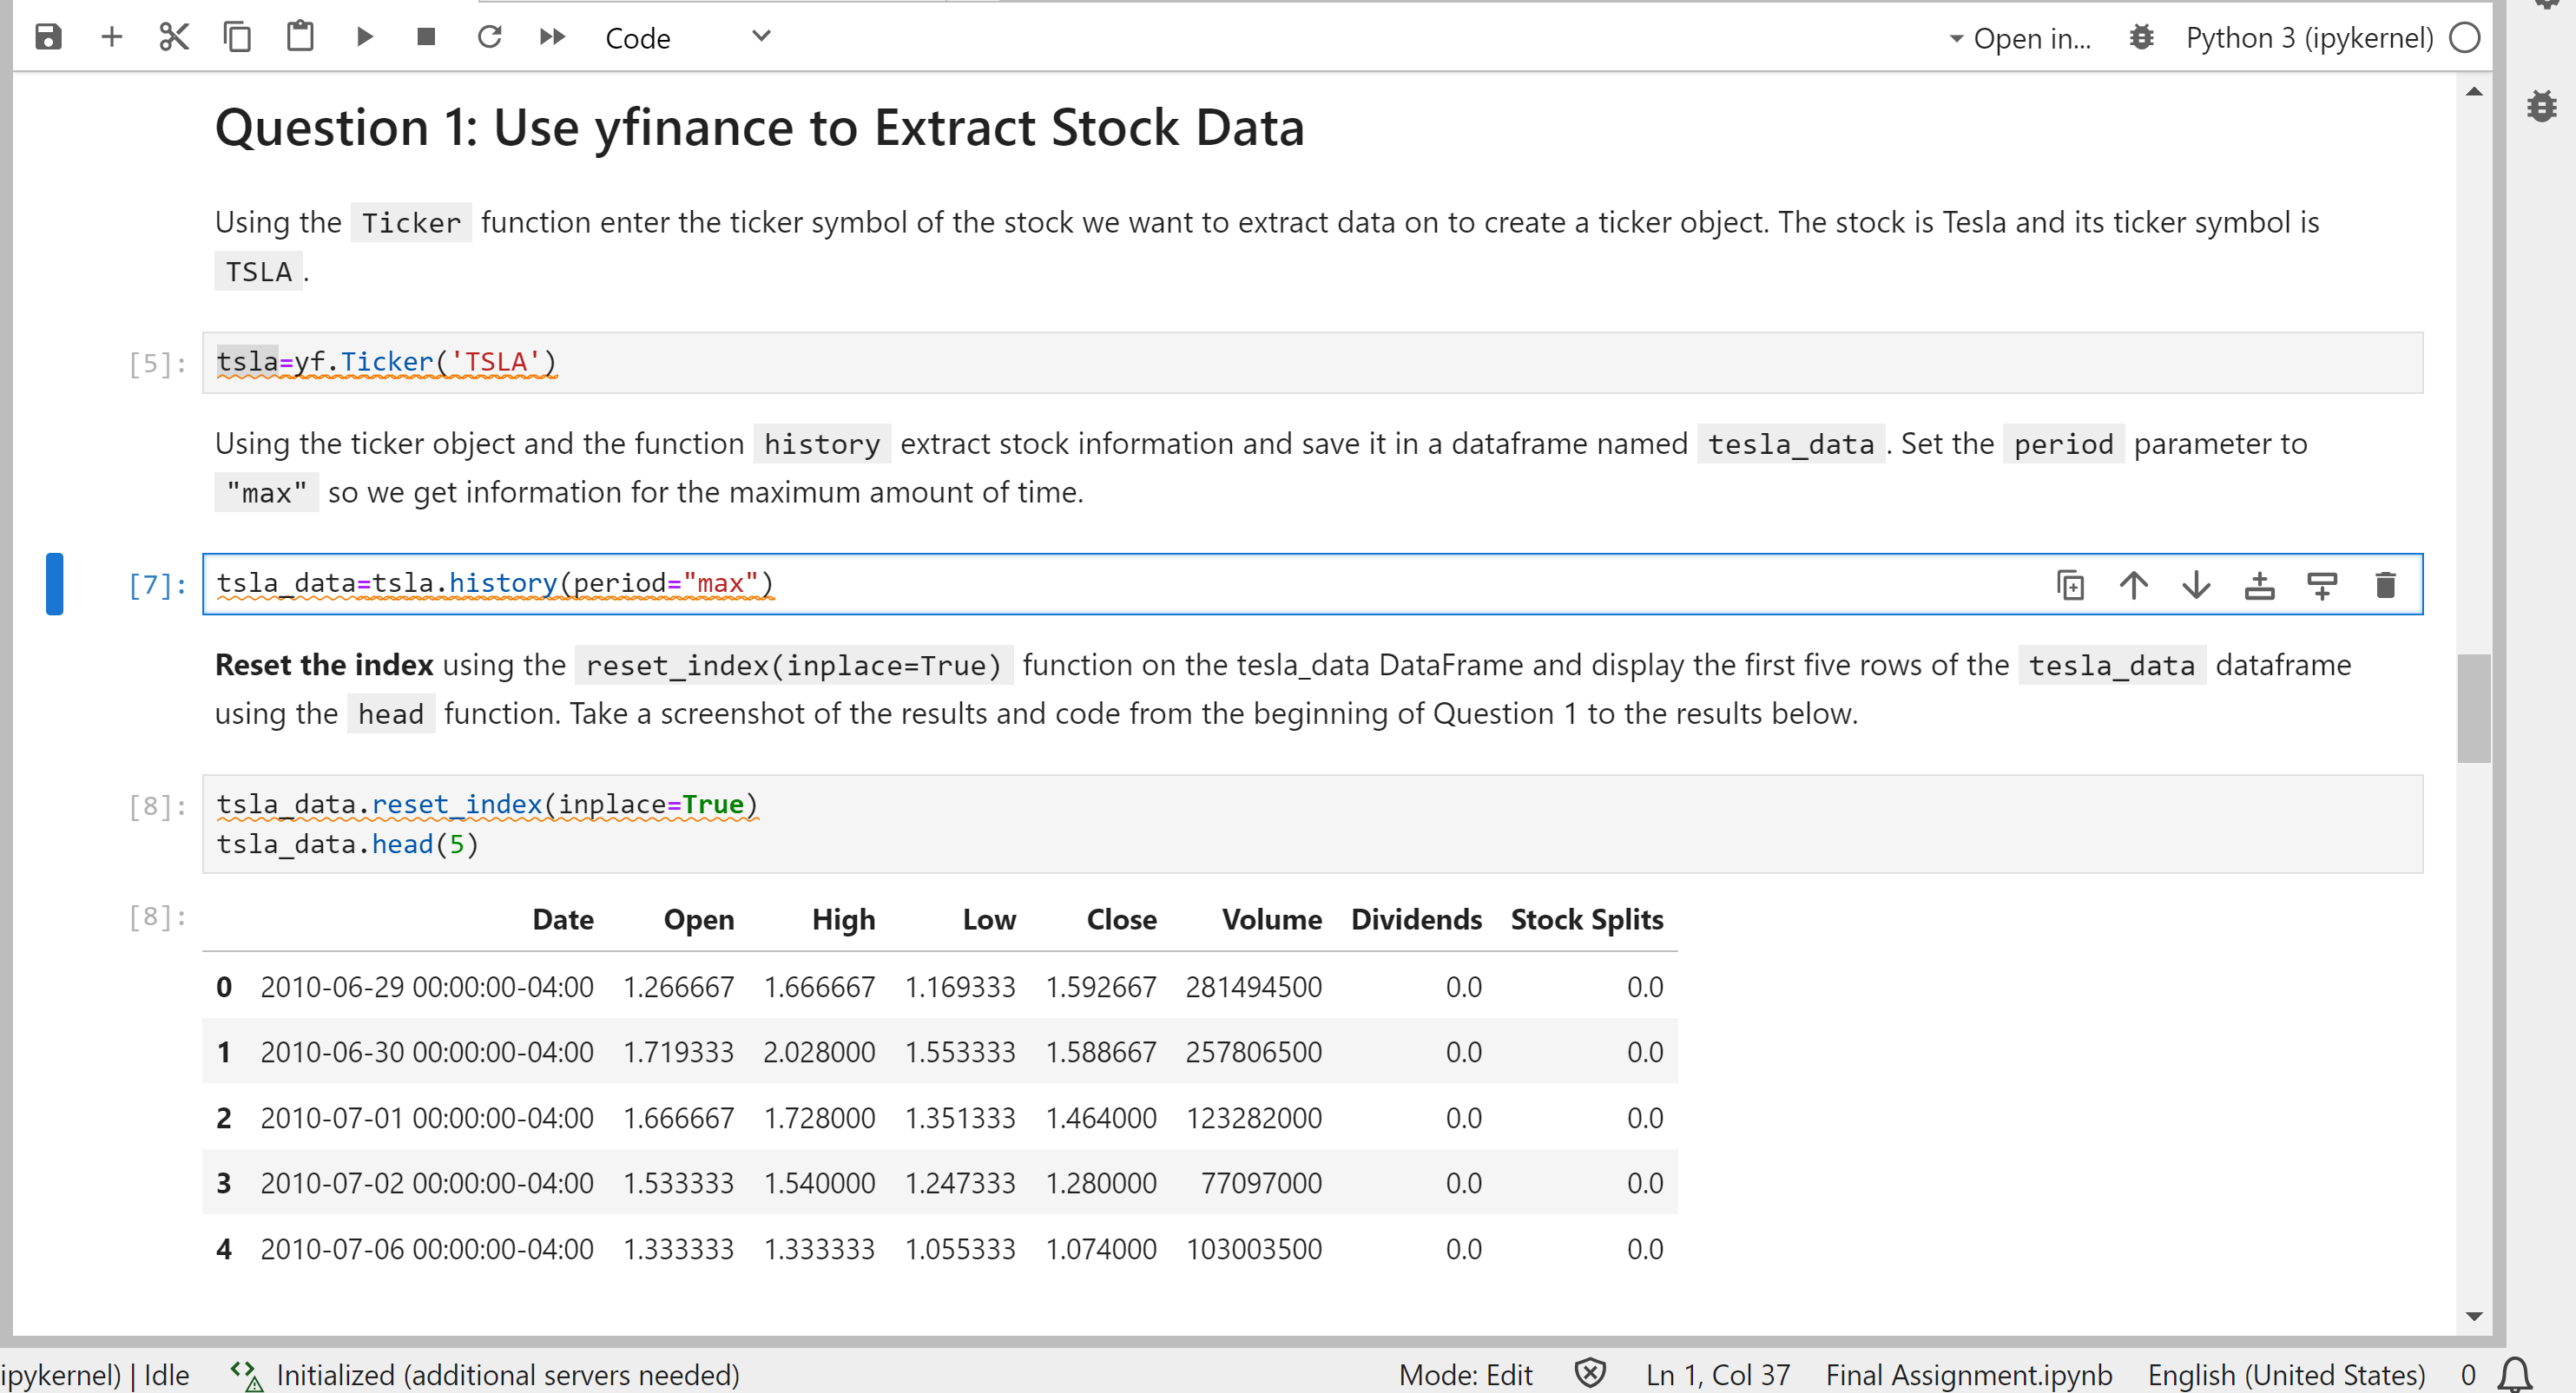 Code
Open in...
Python 3 (ipykernel)
Question 1: Use yfinance to Extract Stock Data
Using the Ticker function enter the ticker symbol of the stock we want to extract data on to create a ticker object. The stock is Tesla and its ticker symbol is
TSLA .
[5]: tsla=yf.Ticker('TSLA')
Using the ticker object and the function history extract stock information and save it in a dataframe named tesla_data . Set the period parameter to
"max" so we get information for the maximum amount of time.
[7]: tsla_data=tsla.history(period="max")
Reset the index using the reset_index(inplace=True) function on the tesla_data DataFrame and display the first five rows of the tesla_data dataframe
using the head function. Take a screenshot of the results and code from the beginning of Question 1 to the results below.
[8]: tsla_data.reset_index(inplace=True)
tsla_data.head(5)
[8]: Date Open High Low Close Volume Dividends Stock Splits
0 2010-06-29 00:00:00-04:00 1.266667 1.666667 1.169333 1.592667 281494500 0.0 0.0
1 2010-06-30 00:00:00-04:00 1.719333 2.028000 1.553333 1.588667 257806500 0.0 0.0
2 2010-07-01 00:00:00-04:00 1.666667 1.728000 1.351333 1.464000 123282000 0.0 0.0
3 2010-07-02 00:00:00-04:00 1.533333 1.540000 1.247333 1.280000 77097000 0.0 0.0
4 2010-07-06 00:00:00-04:00 1.333333 1.333333 1.055333 1.074000 103003500 0.0 0.0
ipykernel) | Idle Initialized (additional servers needed) Mode: Edit Ln 1, Col 37 Final Assignment.ipynb English (United States) 0